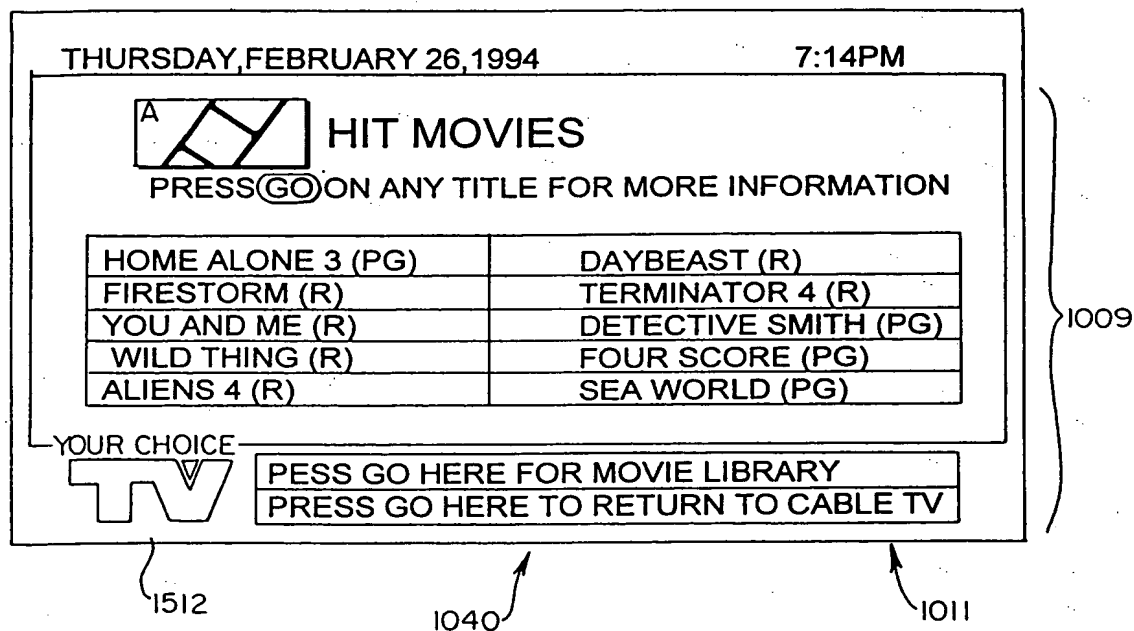 THURSDAY,FEBRUARY 26,1994 7:14PM
A
HIT MOVIES
PRESS GO ON ANY TITLE FOR MORE INFORMATION
HOME ALONE 3 (PG) DAYBEAST (R)
FIRESTORM (R) TERMINATOR 4 (R)
YOU AND ME (R) DETECTIVE SMITH (PG)
WILD THING (R) FOUR SCORE (PG)
ALIENS 4 (R) SEA WORLD (PG)
1009
YOUR CHOICE
TV
PESS GO HERE FOR MOVIE LIBRARY
PRESS GO HERE TO RETURN TO CABLE TV
1512 1040 1011